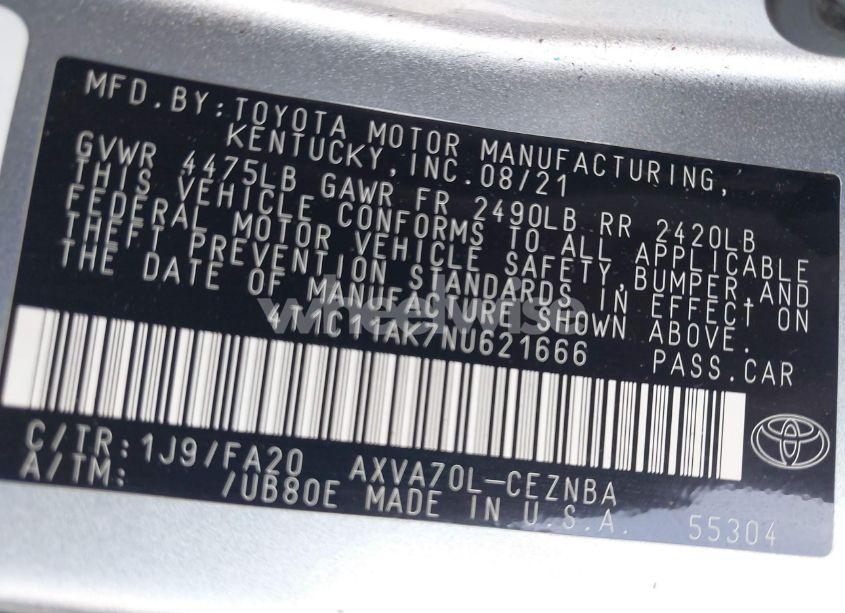 MFD.BY:TOYOTA MOTOR MANUFACTURING,
KENTUCKY,INC.08/21
GVWR 4475LB GAWR FR 2490LB RR 2420LB
THIS VEHICLE CONFORMS TO ALL APPLICABLE
FEDERAL MOTOR VEHICLE SAFETY,BUMPER,AND
THEFT PREVENTION STANDARDS IN EFFECT ON
THE DATE OF MANUFACTURE SHOWN ABOVE.
4T1C11AK7NU621666 PASS.CAR
wheelwise
C/TR:1J9/FA20 AXVA70L-CEZNBA
A/TM: /UB80E MADE IN U.S.A. 55304